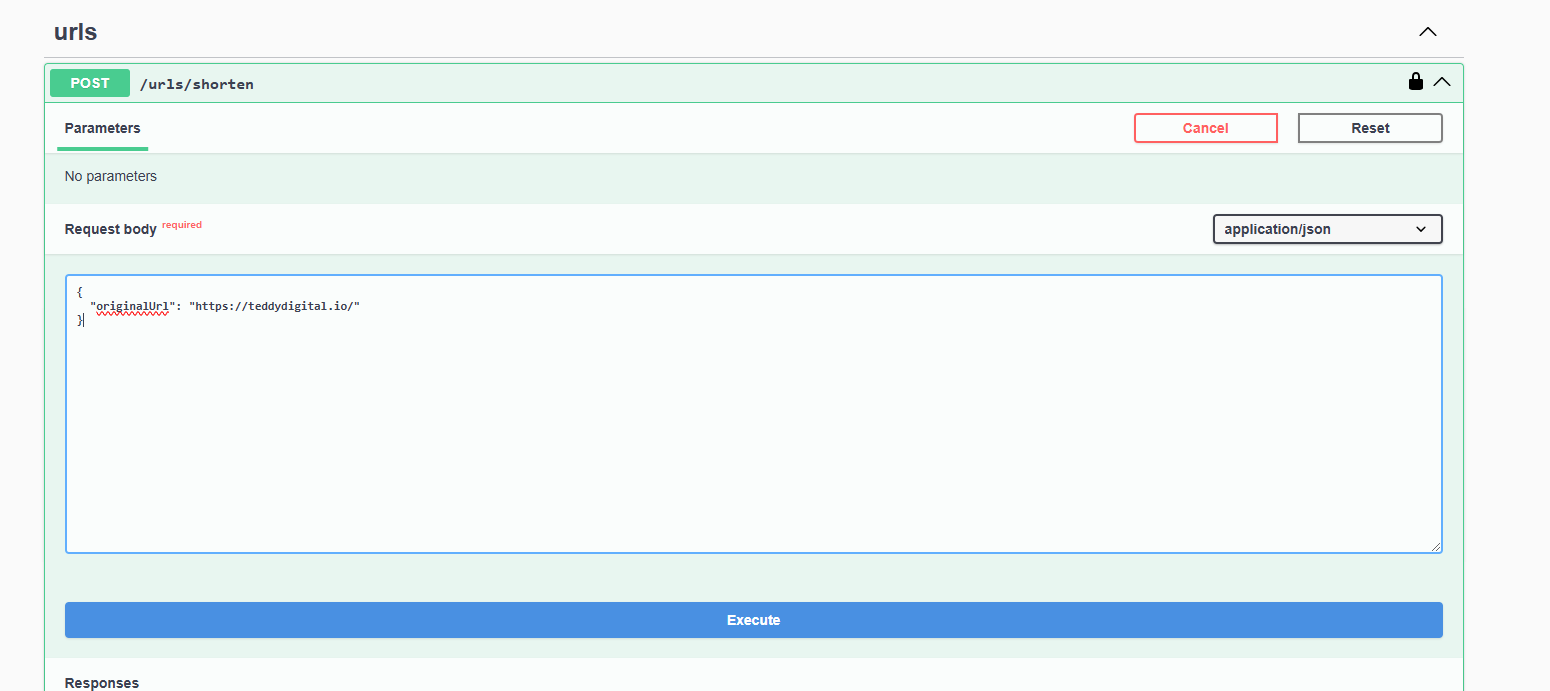 urls
POST /urls/shorten
Parameters
Cancel
Reset
No parameters
Request body required
application/json
{
"originalUrl": "https://teddydigital.io/"
}
Execute
Responses